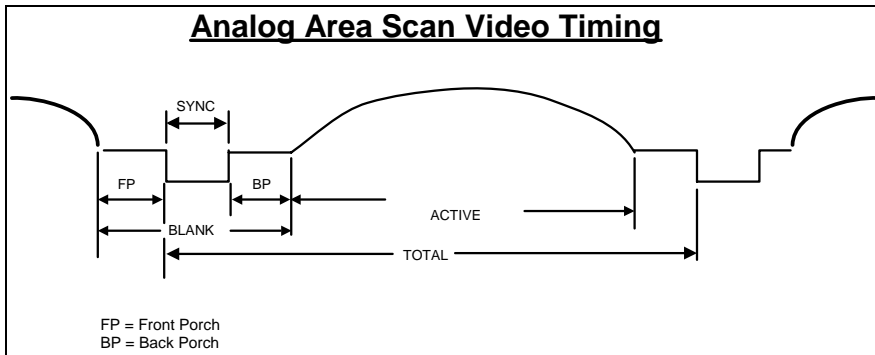 Analog Area Scan Video Timing
SYNC
FP
BP
ACTIVE
BLANK
TOTAL
FP = Front Porch
BP = Back Porch